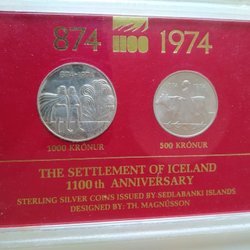 874 1100 1974
1000 KRÓNUR 500 KRÓNUR
THE SETTLEMENT OF ICELAND
1100th ANNIVERSARY
STERLING SILVER COINS ISSUED BY SEDLABANKI ISLANDS
DESIGNED BY: TH. MAGNÚSSON